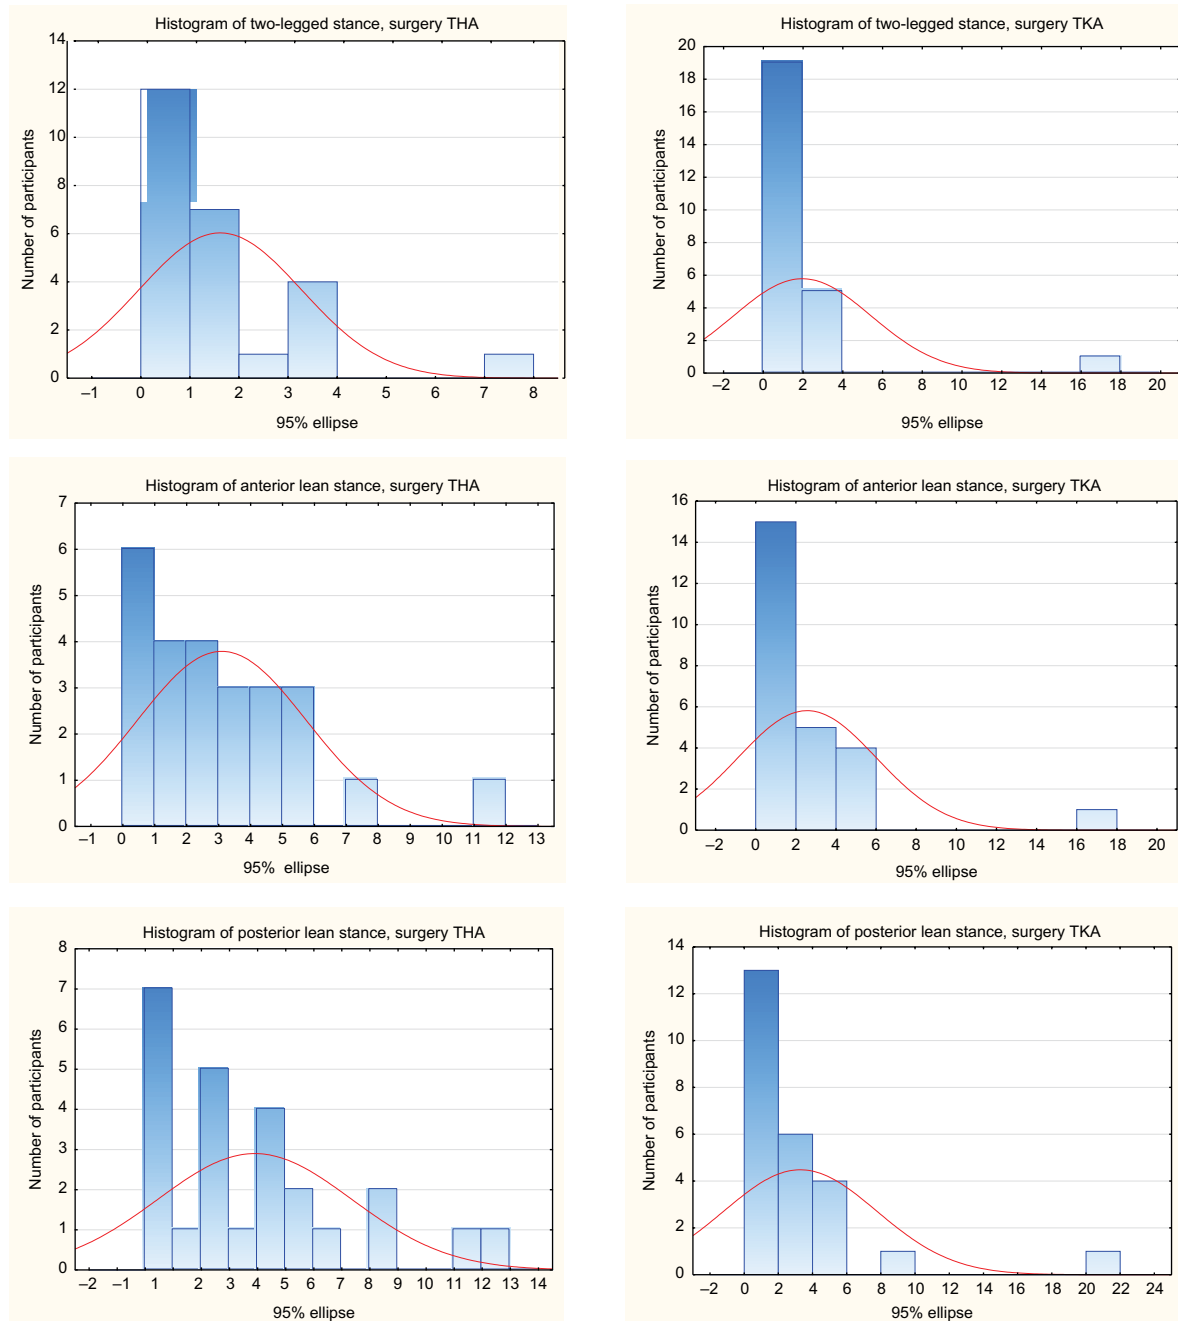 Histogram of two-legged stance, surgery THA
14
12
10
8
6
4
2
0
Number of participants
–1 0 1 2 3 4 5 6 7 8
95% ellipse
Histogram of two-legged stance, surgery TKA
20
18
16
14
12
10
8
6
4
2
0
Number of participants
–2 0 2 4 6 8 10 12 14 16 18 20
95% ellipse
Histogram of anterior lean stance, surgery THA
7
6
5
4
3
2
1
0
Number of participants
–1 0 1 2 3 4 5 6 7 8 9 10 11 12 13
95% ellipse
Histogram of anterior lean stance, surgery TKA
16
14
12
10
8
6
4
2
0
Number of participants
–2 0 2 4 6 8 10 12 14 16 18 20
95% ellipse
Histogram of posterior lean stance, surgery THA
8
7
6
5
4
3
2
1
0
Number of participants
–2 –1 1 2 3 4 5 6 7 8 9 10 11 12 13 14
95% ellipse
Histogram of posterior lean stance, surgery TKA
14
12
10
8
6
4
2
0
Number of participants
–2 0 2 4 6 8 10 12 14 16 18 20 22 24
95% ellipse